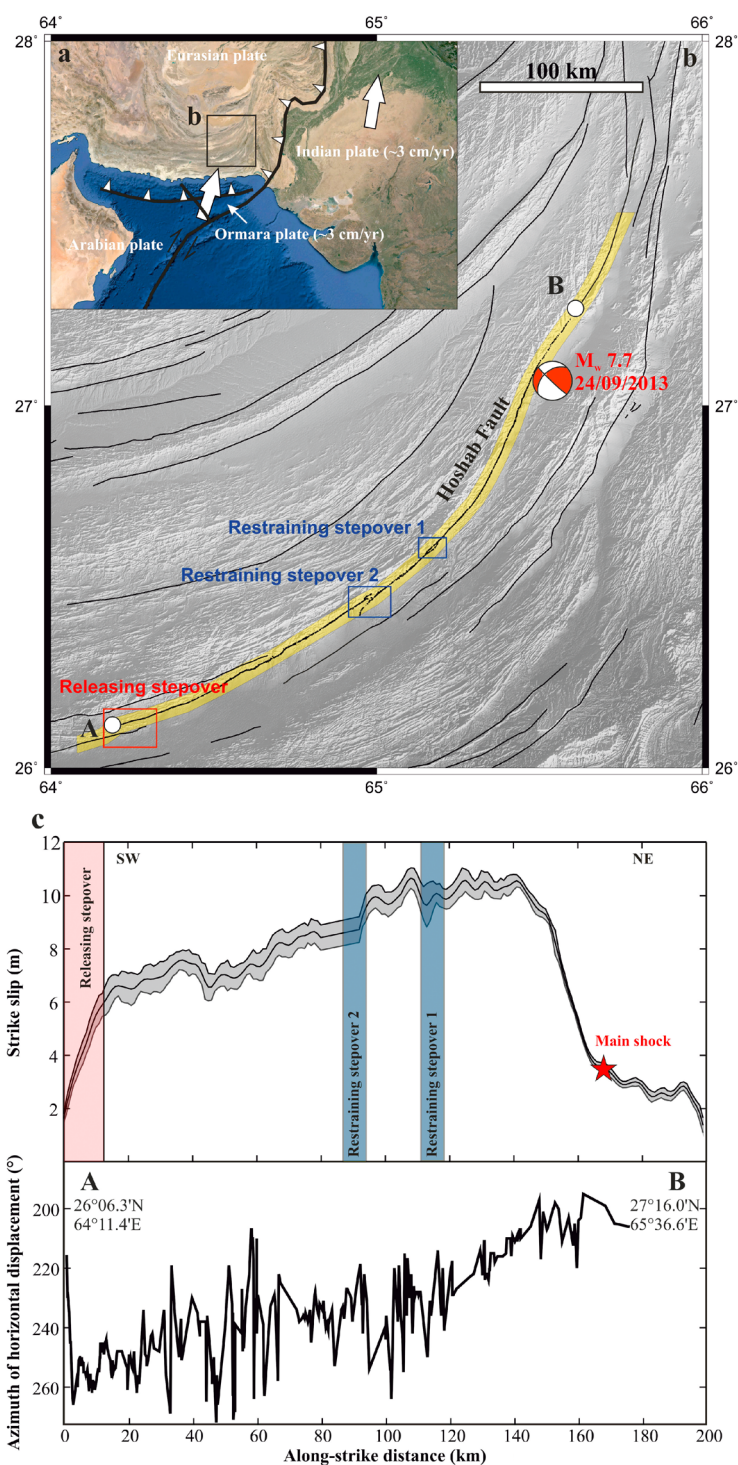 64˚
65˚
66˚
28˚
28˚
a
Eurasian plate
b
b
100 km
Indian plate (~3 cm/yr)
Arabian plate
Ormara plate (~3 cm/yr)
B
Mw 7.7
24/09/2013
27˚
27˚
Hoshab Fault
Restraining stepover 1
Restraining stepover 2
Releasing stepover
A
26˚
26˚
64˚
65˚
66˚
c
12
10
8
6
4
2
Strike slip (m)
SW
NE
Releasing stepover
Restraining stepover 2
Restraining stepover 1
Main shock
A
B
26°06.3'N
64°11.4'E
27°16.0'N
65°36.6'E
200
220
240
260
Azimuth of horizontal displacement (°)
0
20
40
60
80
100
120
140
160
180
200
Along-strike distance (km)